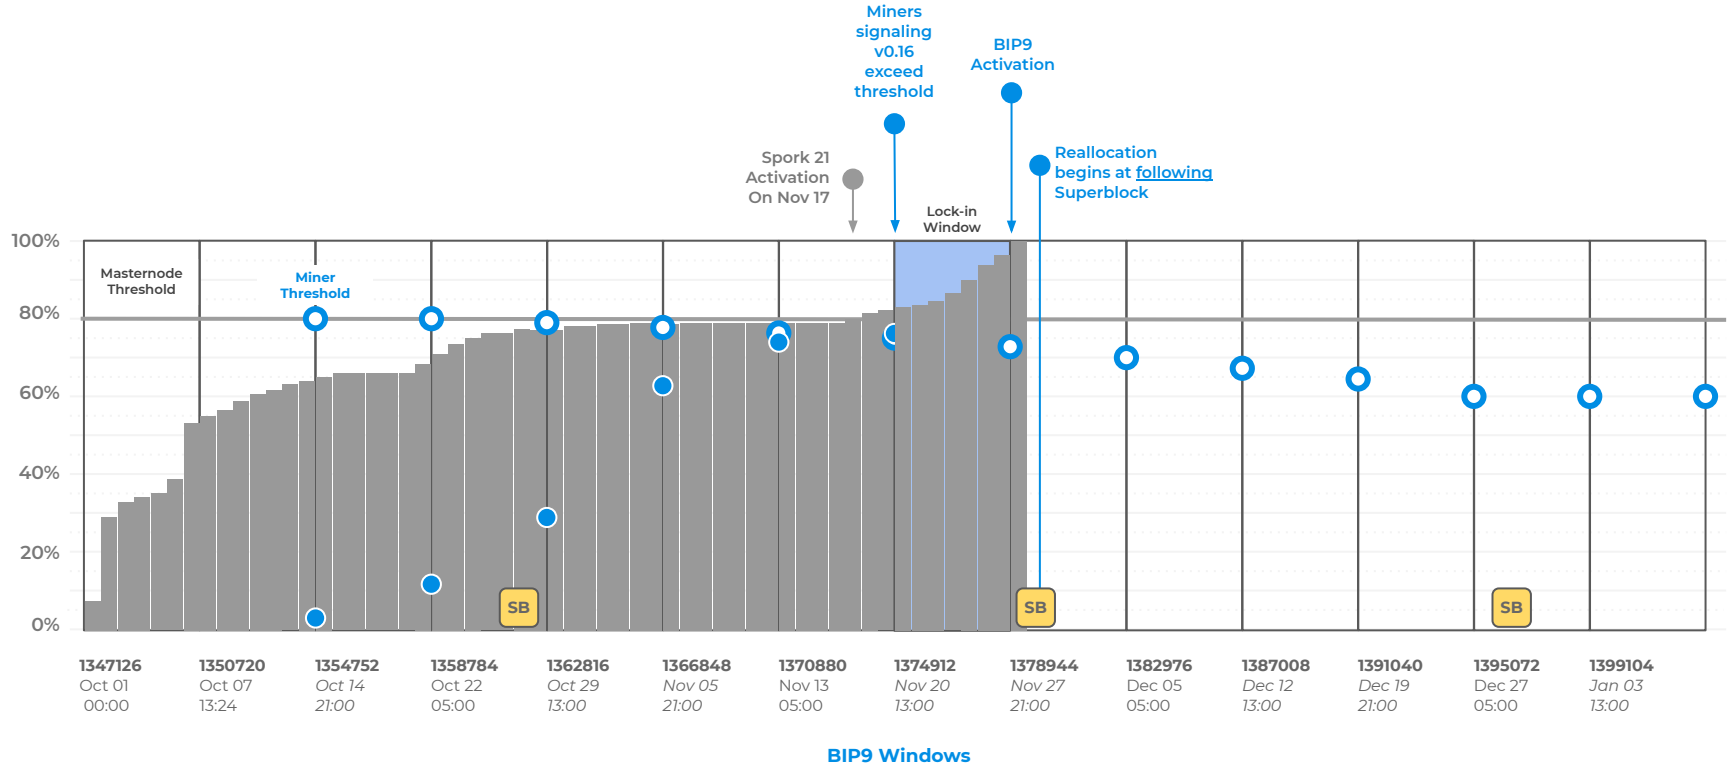 Miners
signaling
v0.16
exceed
threshold
BIP9
Activation
Spork 21
Activation
On Nov 17
Reallocation
begins at following
Superblock
Lock-in
Window
100%
80%
60%
40%
20%
0%
Masternode
Threshold
Miner
Threshold
SB
SB
SB
1347126
Oct 01
00:00
1350720
Oct 07
13:24
1354752
Oct 14
21:00
1358784
Oct 22
05:00
1362816
Oct 29
13:00
1366848
Nov 05
21:00
1370880
Nov 13
05:00
1374912
Nov 20
13:00
1378944
Nov 27
21:00
1382976
Dec 05
05:00
1387008
Dec 12
13:00
1391040
Dec 19
21:00
1395072
Dec 27
05:00
1399104
Jan 03
13:00
BIP9 Windows